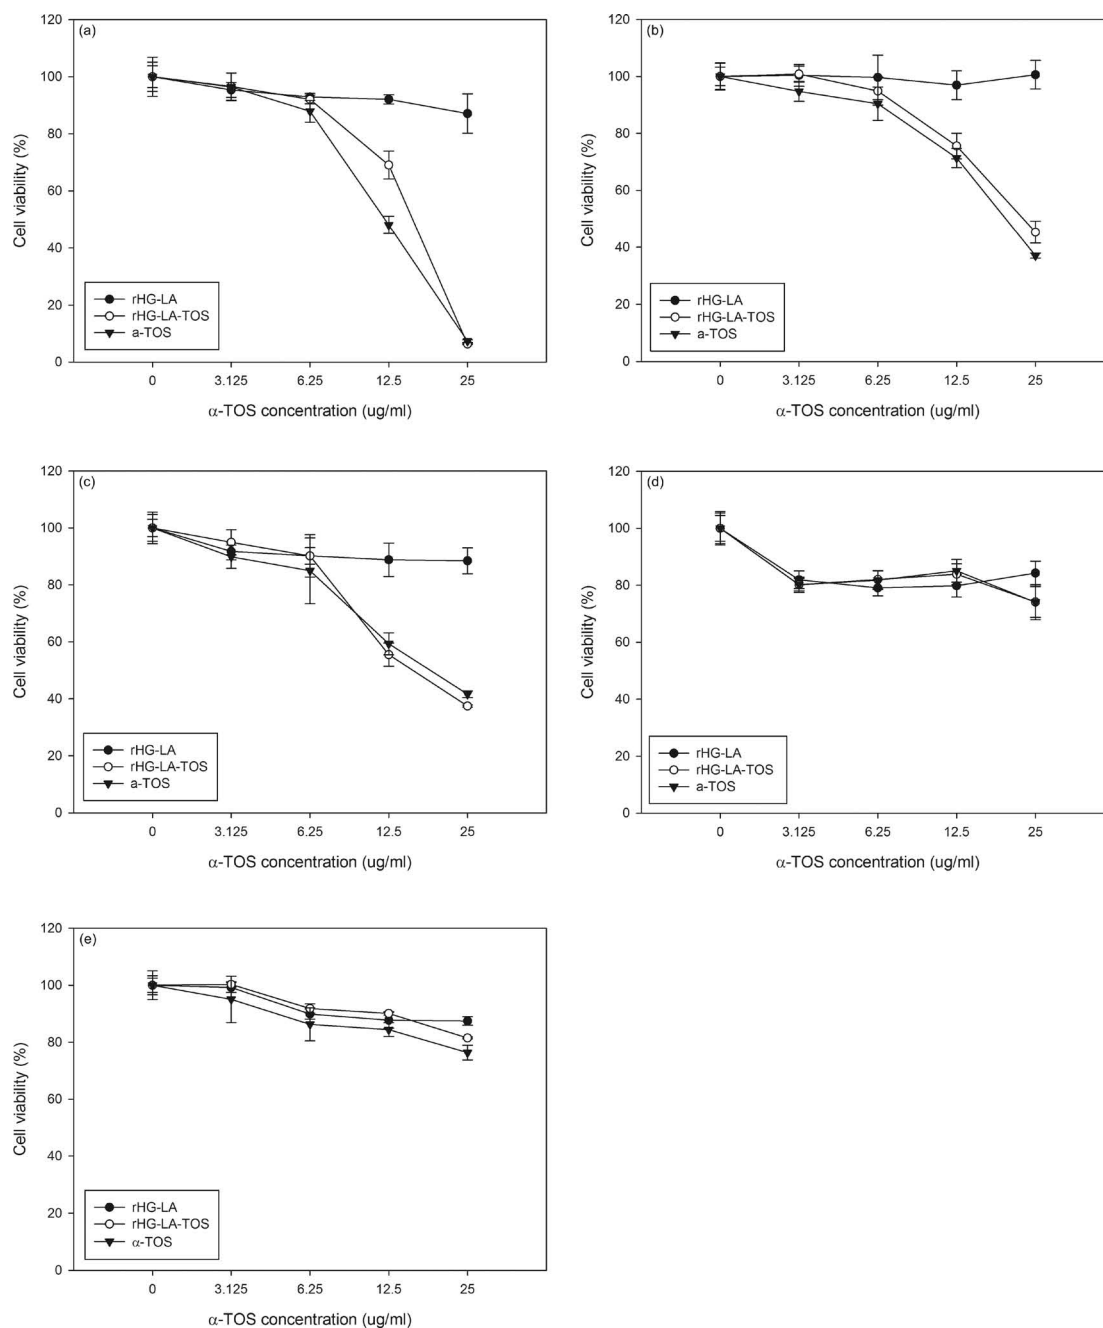 (a)
120
100
80
60
40
20
0
Cell viability (%)
rHG-LA
rHG-LA-TOS
a-TOS
0 3.125 6.25 12.5 25
α-TOS concentration (ug/ml)
(b)
120
100
80
60
40
20
0
Cell viability (%)
rHG-LA
rHG-LA-TOS
a-TOS
0 3.125 6.25 12.5 25
α-TOS concentration (ug/ml)
(c)
120
100
80
60
40
20
0
Cell viability (%)
rHG-LA
rHG-LA-TOS
a-TOS
0 3.125 6.25 12.5 25
α-TOS concentration (ug/ml)
(d)
120
100
80
60
40
20
0
Cell viability (%)
rHG-LA
rHG-LA-TOS
a-TOS
0 3.125 6.25 12.5 25
α-TOS concentration (ug/ml)
(e)
120
100
80
60
40
20
0
Cell viability (%)
rHG-LA
rHG-LA-TOS
α-TOS
0 3.125 6.25 12.5 25
α-TOS concentration (ug/ml)